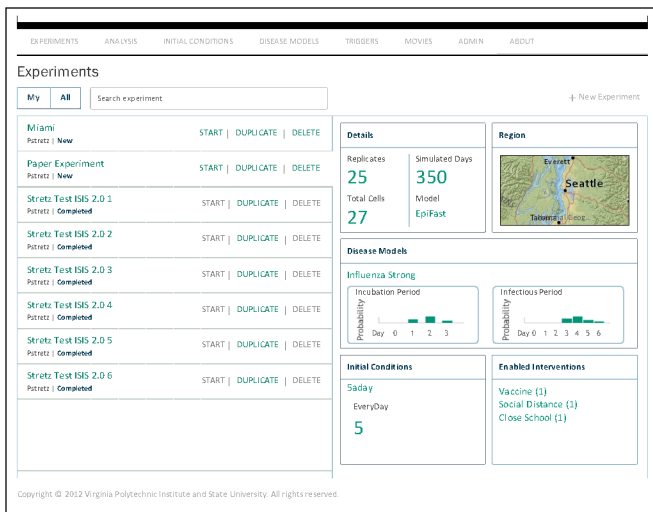 EXPERIMENTS ANALYSIS INITIAL CONDITIONS DISEASE MODELS TRIGGERS MOVIES ADMIN ABOUT
Experiments
My All Search experiment + New Experiment
Miami
Pstretz | New
START | DUPLICATE | DELETE
Paper Experiment
Pstretz | New
START | DUPLICATE | DELETE
Stretz Test ISIS 2.0 1
Pstretz | Completed
START | DUPLICATE | DELETE
Stretz Test ISIS 2.0 2
Pstretz | Completed
START | DUPLICATE | DELETE
Stretz Test ISIS 2.0 3
Pstretz | Completed
START | DUPLICATE | DELETE
Stretz Test ISIS 2.0 4
Pstretz | Completed
START | DUPLICATE | DELETE
Stretz Test ISIS 2.0 5
Pstretz | Completed
START | DUPLICATE | DELETE
Stretz Test ISIS 2.0 6
Pstretz | Completed
START | DUPLICATE | DELETE
Details
Replicates
25
Simulated Days
350
Total Cells
27
Model
EpiFast
Region
Everett
Seattle
Disease Models
Influenza Strong
Incubation Period
Probability
Day 0 1 2 3
Infectious Period
Probability
Day 0 1 2 3 4 5 6
Initial Conditions
5aday
EveryDay
5
Enabled Interventions
Vaccine (1)
Social Distance (1)
Close School (1)
Copyright © 2012 Virginia Polytechnic Institute and State University. All rights reserved.